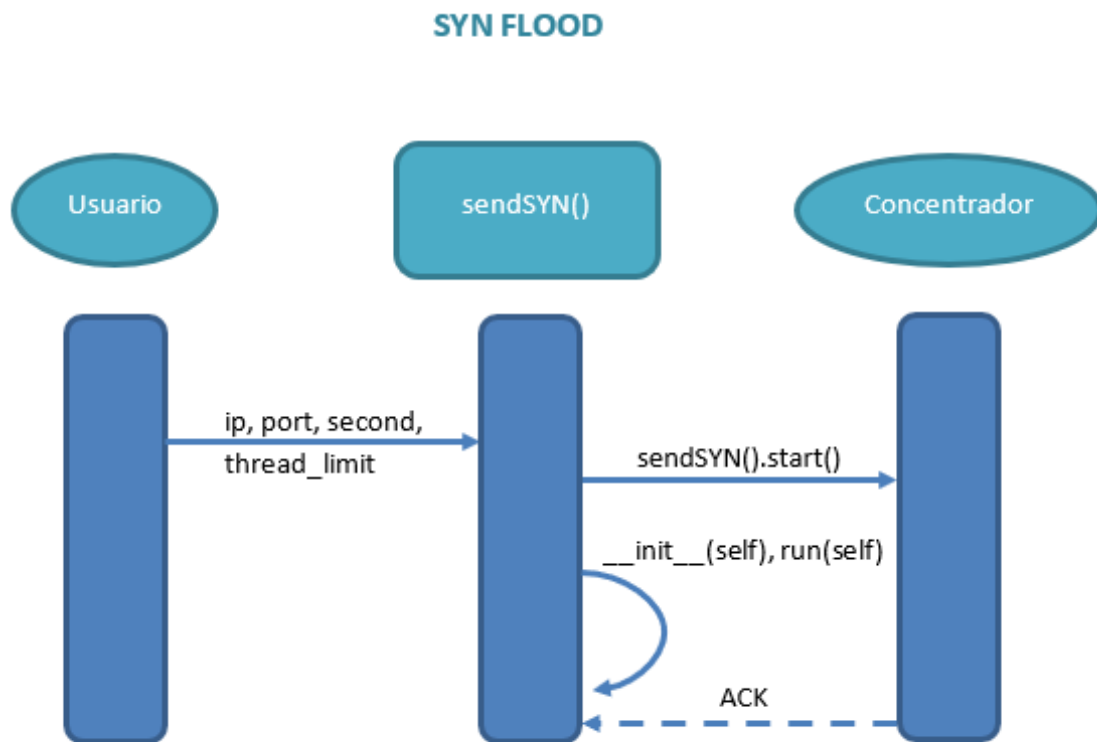 SYN FLOOD
Usuario
sendSYN()
Concentrador
ip, port, second,
thread_limit
sendSYN().start()
__init__(self), run(self)
ACK